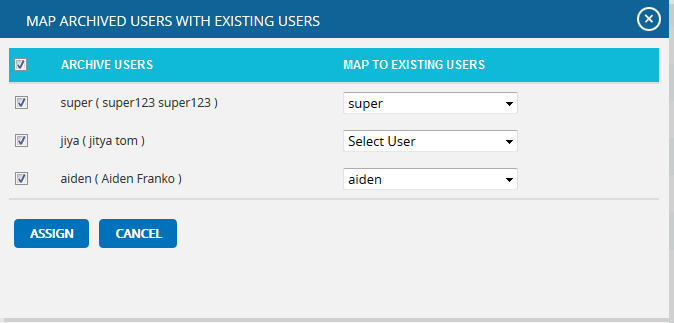 MAP ARCHIVED USERS WITH EXISTING USERS
ARCHIVE USERS MAP TO EXISTING USERS
super ( super123 super123 ) super
jiya ( jitya tom ) Select User
aiden ( Aiden Franko ) aiden
ASSIGN CANCEL